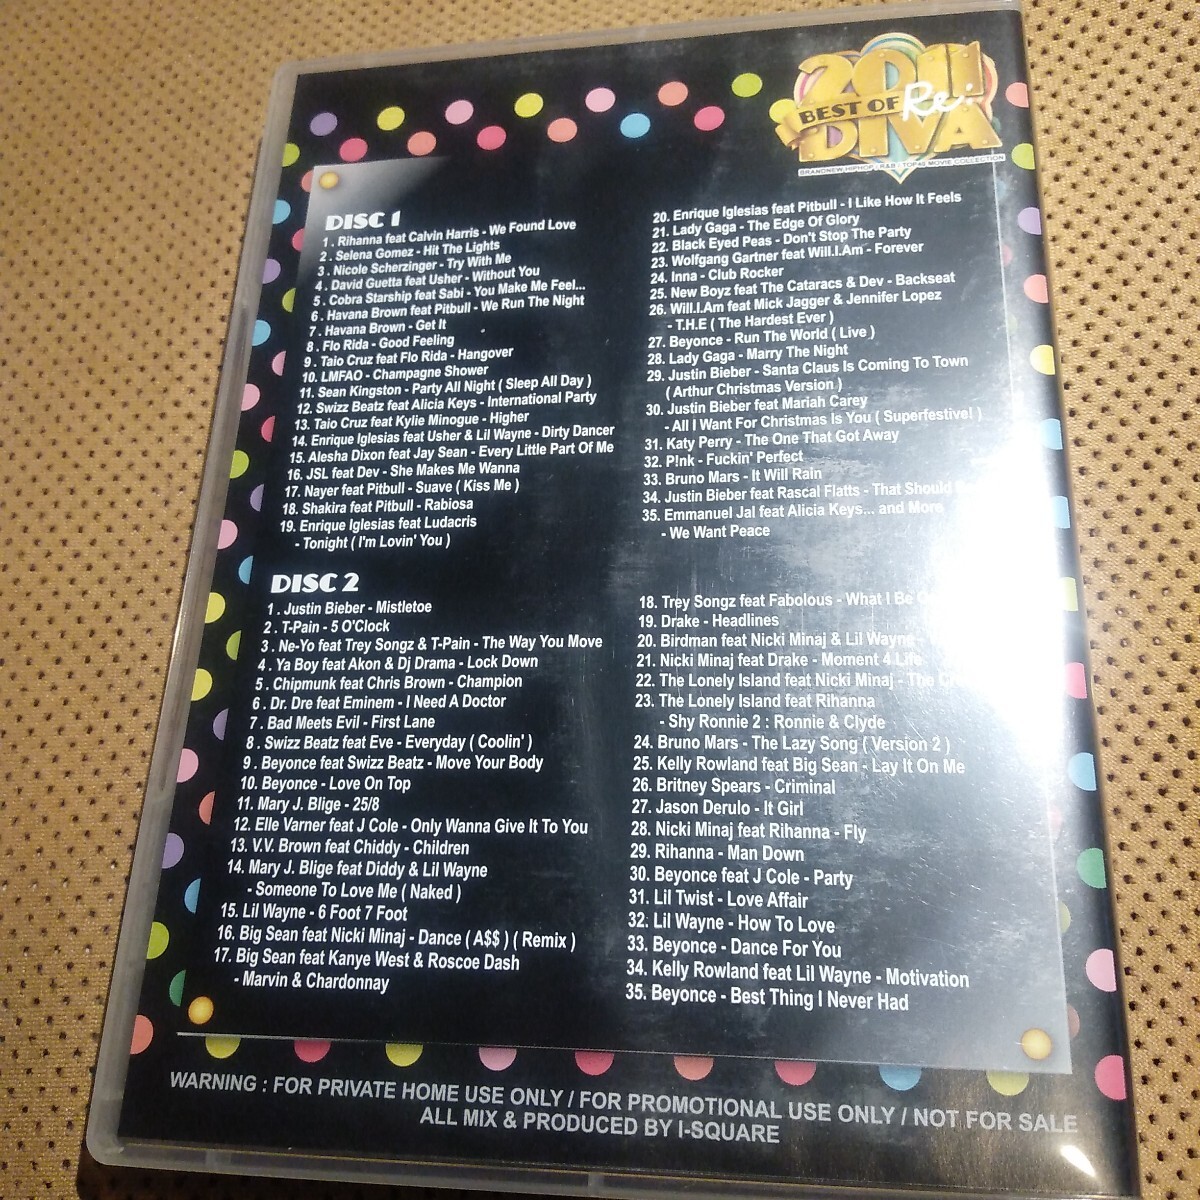 2011
BEST OF Re:
DIVA
BRANDNEW HIPHOP / R&B / TOP40 MOVIE COLLECTION
DISC 1
1 . Rihanna feat Calvin Harris - We Found Love
2 . Selena Gomez - Hit The Lights
3 . Nicole Scherzinger - Try With Me
4 . David Guetta feat Usher - Without You
5 . Cobra Starship feat Sabi - You Make Me Feel...
6 . Havana Brown feat Pitbull - We Run The Night
7 . Havana Brown - Get It
8 . Flo Rida - Good Feeling
9 . Taio Cruz feat Flo Rida - Hangover
10. LMFAO - Champagne Shower
11. Sean Kingston - Party All Night ( Sleep All Day )
12. Swizz Beatz feat Alicia Keys - International Party
13. Taio Cruz feat Kylie Minogue - Higher
14. Enrique Iglesias feat Usher & Lil Wayne - Dirty Dancer
15. Alesha Dixon feat Jay Sean - Every Little Part Of Me
16. JSL feat Dev - She Makes Me Wanna
17. Nayer feat Pitbull - Suave ( Kiss Me )
18. Shakira feat Pitbull - Rabiosa
19. Enrique Iglesias feat Ludacris
- Tonight ( I'm Lovin' You )
20. Enrique Iglesias feat Pitbull - I Like How It Feels
21. Lady Gaga - The Edge Of Glory
22. Black Eyed Peas - Don't Stop The Party
23. Wolfgang Gartner feat Will.I.Am - Forever
24. Inna - Club Rocker
25. New Boyz feat The Cataracs & Dev - Backseat
26. Will.I.Am feat Mick Jagger & Jennifer Lopez
- T.H.E ( The Hardest Ever )
27. Beyonce - Run The World ( Live )
28. Lady Gaga - Marry The Night
29. Justin Bieber - Santa Claus Is Coming To Town
( Arthur Christmas Version )
30. Justin Bieber feat Mariah Carey
- All I Want For Christmas Is You ( Superfestive! )
31. Katy Perry - The One That Got Away
32. P!nk - Fuckin' Perfect
33. Bruno Mars - It Will Rain
34. Justin Bieber feat Rascal Flatts - That Should
35. Emmanuel Jal feat Alicia Keys... and More
- We Want Peace
DISC 2
1 . Justin Bieber - Mistletoe
2 . T-Pain - 5 O'Clock
3 . Ne-Yo feat Trey Songz & T-Pain - The Way You Move
4 . Ya Boy feat Akon & Dj Drama - Lock Down
5 . Chipmunk feat Chris Brown - Champion
6 . Dr. Dre feat Eminem - I Need A Doctor
7 . Bad Meets Evil - First Lane
8 . Swizz Beatz feat Eve - Everyday ( Coolin' )
9 . Beyonce feat Swizz Beatz - Move Your Body
10. Beyonce - Love On Top
11. Mary J. Blige - 25/8
12. Elle Varner feat J Cole - Only Wanna Give It To You
13. V.V. Brown feat Chiddy - Children
14. Mary J. Blige feat Diddy & Lil Wayne
- Someone To Love Me ( Naked )
15. Lil Wayne - 6 Foot 7 Foot
16. Big Sean feat Nicki Minaj - Dance ( A$$ ) ( Remix )
17. Big Sean feat Kanye West & Roscoe Dash
- Marvin & Chardonnay
18. Trey Songz feat Fabolous - What I Be
19. Drake - Headlines
20. Birdman feat Nicki Minaj & Lil Wayne -
21. Nicki Minaj feat Drake - Moment 4 Life
22. The Lonely Island feat Nicki Minaj - The
23. The Lonely Island feat Rihanna
- Shy Ronnie 2 : Ronnie & Clyde
24. Bruno Mars - The Lazy Song ( Version 2 )
25. Kelly Rowland feat Big Sean - Lay It On Me
26. Britney Spears - Criminal
27. Jason Derulo - It Girl
28. Nicki Minaj feat Rihanna - Fly
29. Rihanna - Man Down
30. Beyonce feat J Cole - Party
31. Lil Twist - Love Affair
32. Lil Wayne - How To Love
33. Beyonce - Dance For You
34. Kelly Rowland feat Lil Wayne - Motivation
35. Beyonce - Best Thing I Never Had
WARNING : FOR PRIVATE HOME USE ONLY / FOR PROMOTIONAL USE ONLY / NOT FOR SALE
ALL MIX & PRODUCED BY I-SQUARE